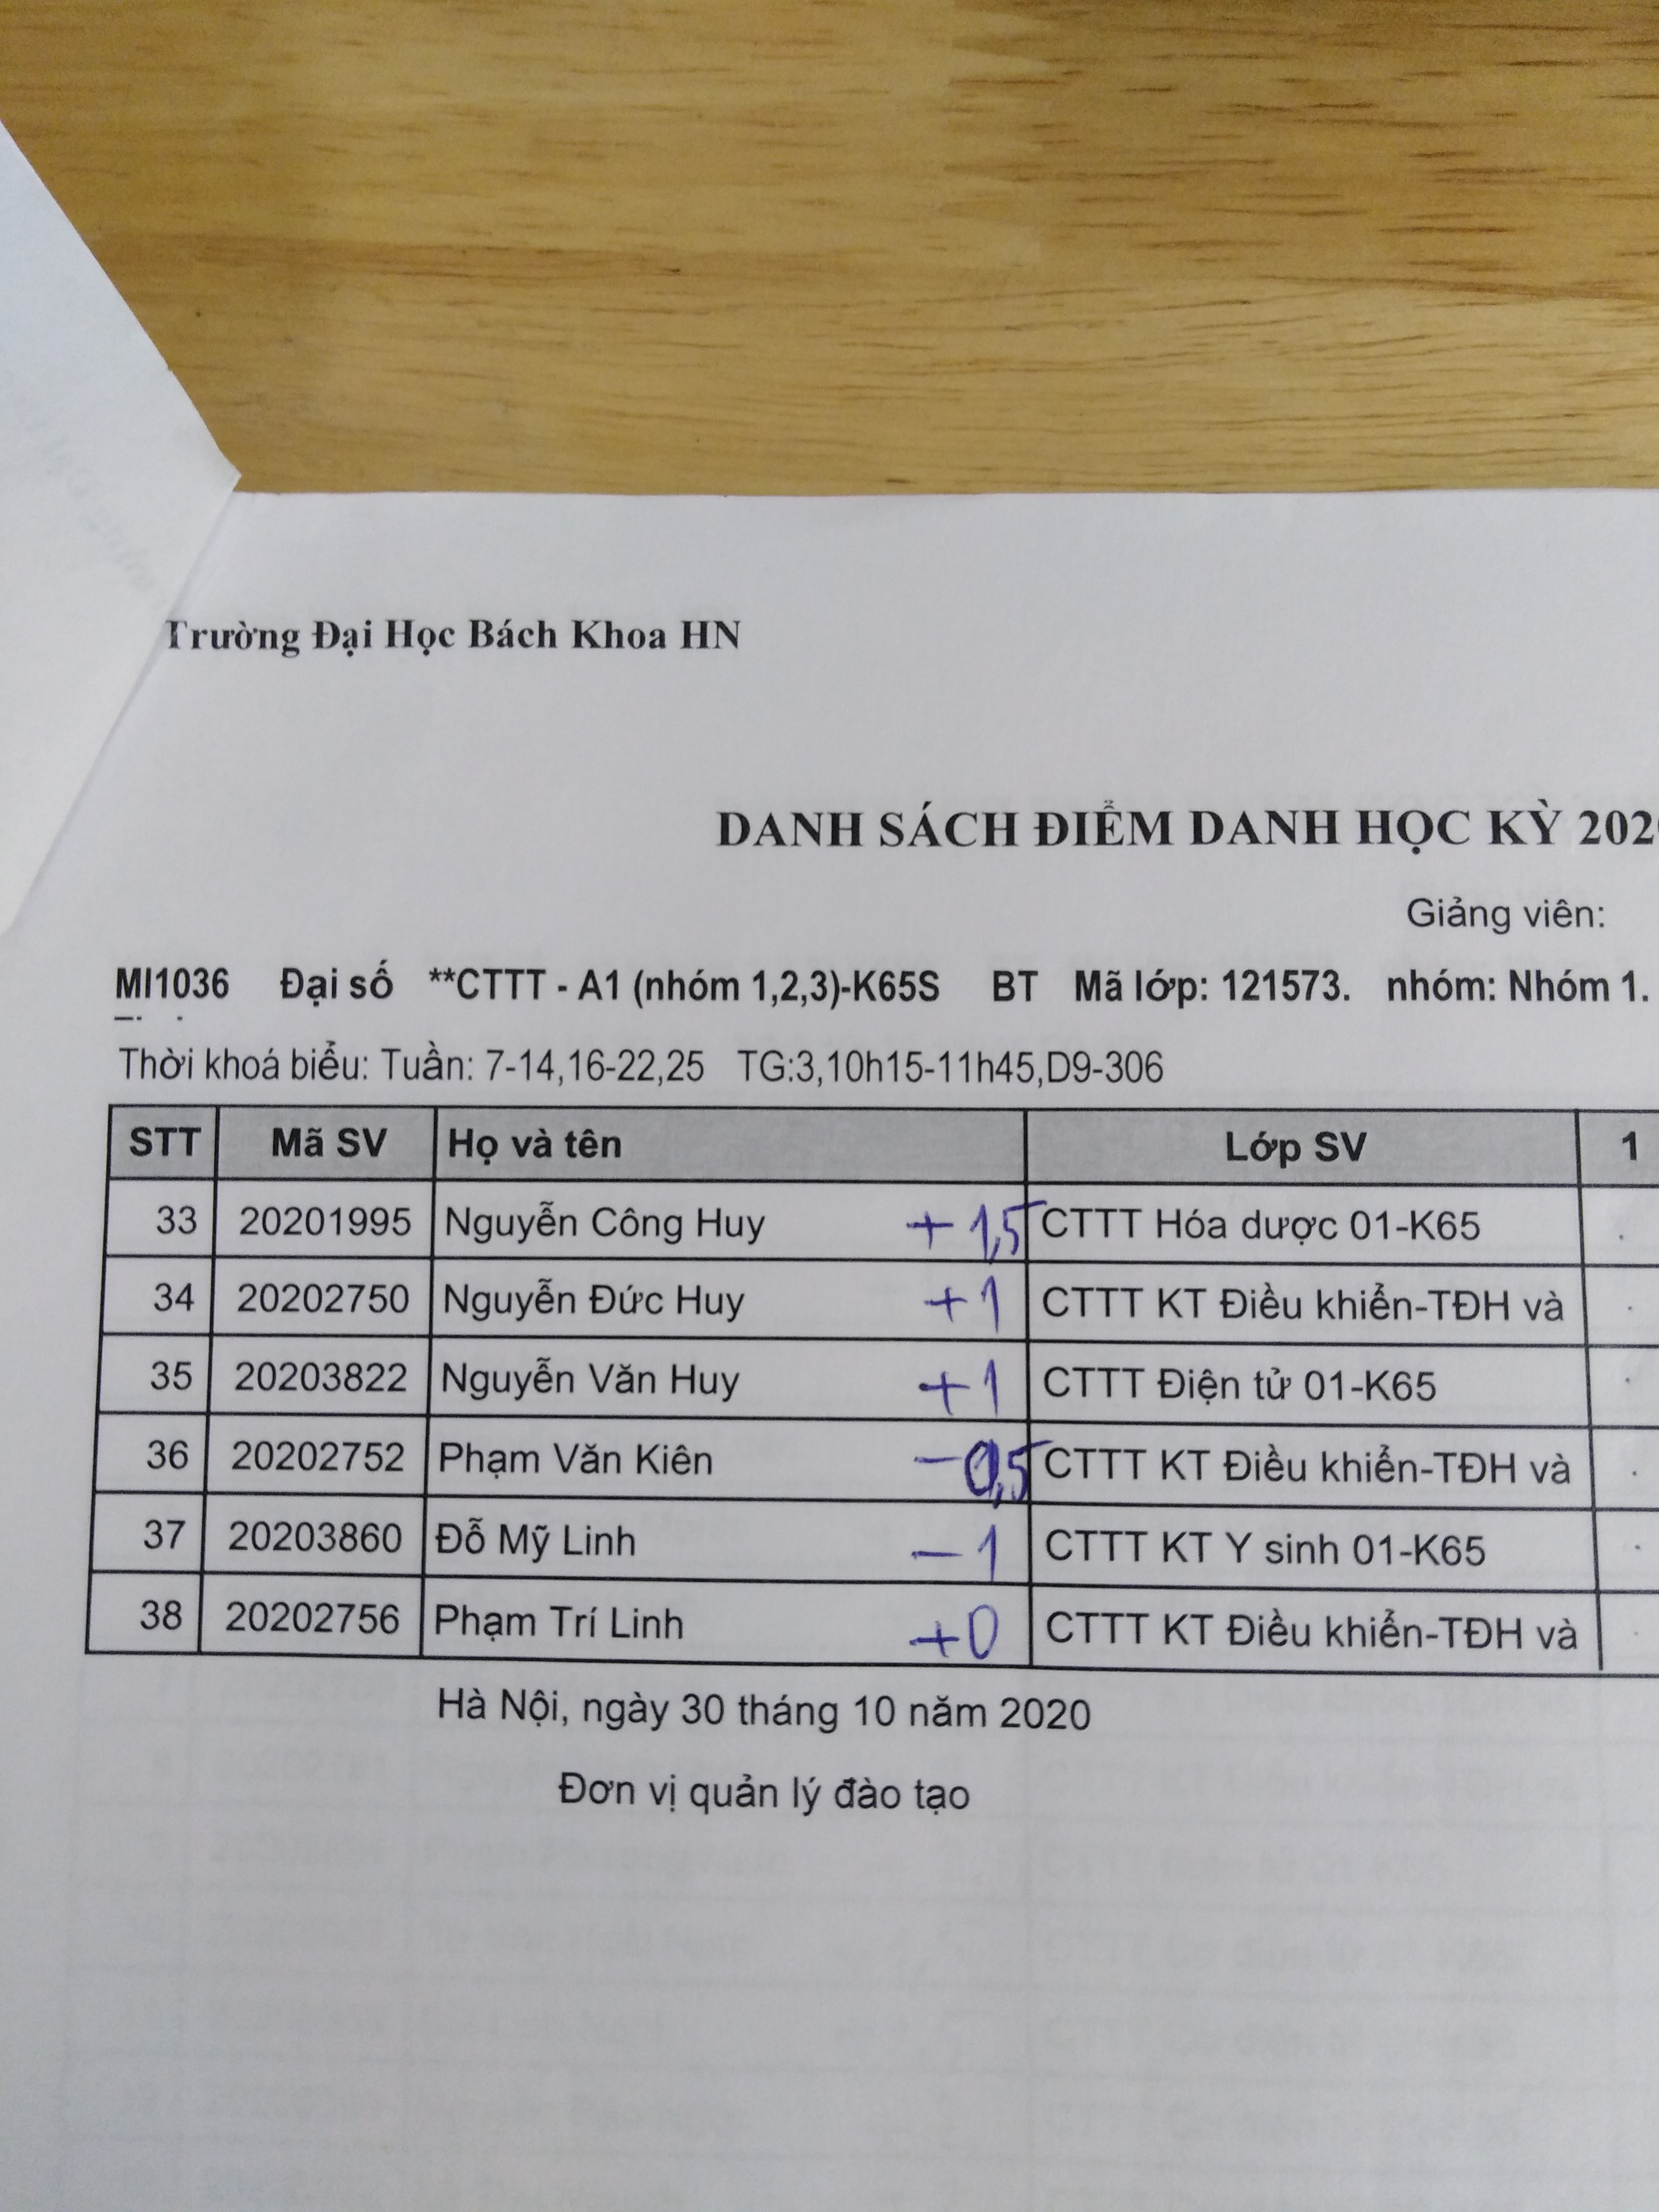 Trường Đại Học Bách Khoa HN
DANH SÁCH ĐIỂM DANH HỌC KỲ 202
Giảng viên:
MI1036 Đại số **CTTT - A1 (nhóm 1,2,3)-K65S BT Mã lớp: 121573. nhóm: Nhóm 1.
Thời khoá biểu: Tuần: 7-14,16-22,25 TG:3,10h15-11h45,D9-306
STT Mã SV Họ và tên Lớp SV 1
33 20201995 Nguyễn Công Huy +1,5 CTTT Hóa dược 01-K65
34 20202750 Nguyễn Đức Huy +1 CTTT KT Điều khiển-TĐH và
35 20203822 Nguyễn Văn Huy +1 CTTT Điện tử 01-K65
36 20202752 Phạm Văn Kiên -0,5 CTTT KT Điều khiển-TĐH và
37 20203860 Đỗ Mỹ Linh -1 CTTT KT Y sinh 01-K65
38 20202756 Phạm Trí Linh +0 CTTT KT Điều khiển-TĐH và
Hà Nội, ngày 30 tháng 10 năm 2020
Đơn vị quản lý đào tạo